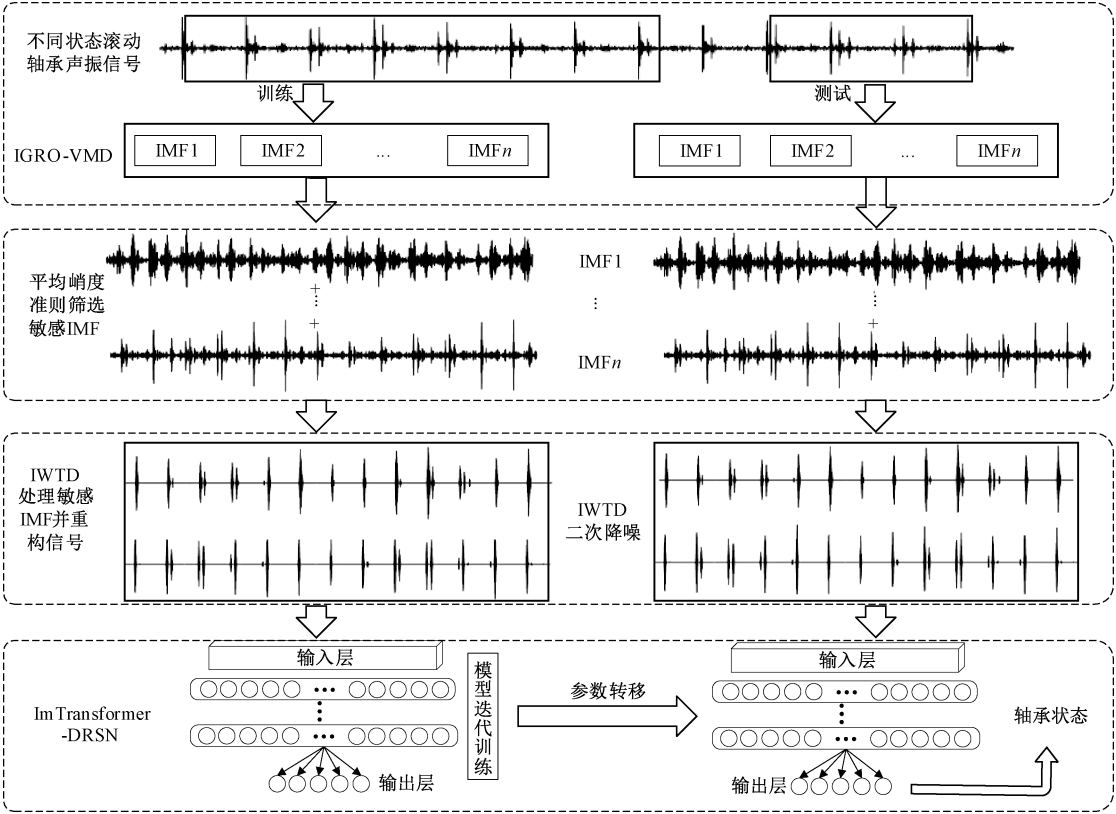 不同状态滚动
轴承声振信号
训练
测试
IGRO-VMD
IMF1
IMF2
...
IMFn
IMF1
IMF2
...
IMFn
平均峭度
准则筛选
敏感IMF
+
⋮
+
IMF1
⋮
IMFn
+
⋮
+
IWTD
处理敏感
IMF并重
构信号
IWTD
二次降噪
ImTransformer
-DRSN
输入层
输出层
模型迭代训练
参数转移
输入层
输出层
轴承状态